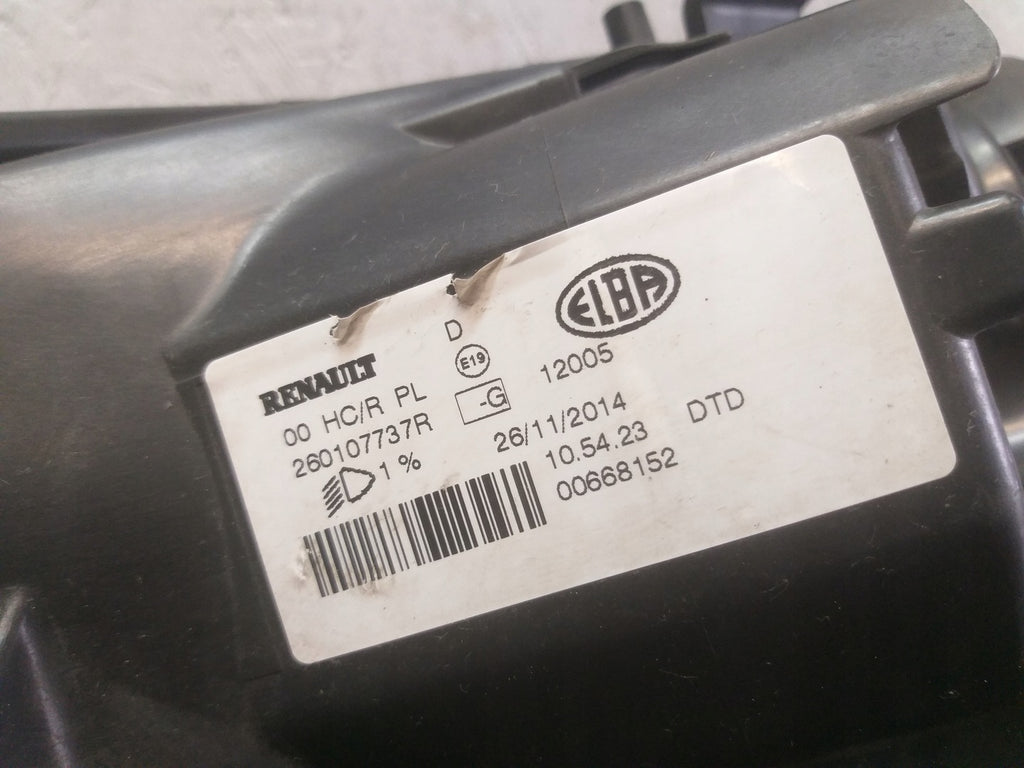 RENAULT
D
ELBA
00 HC/R PL
E19
12005
260107737R
-G
26/11/2014
1 %
10.54.23
DTD
00668152